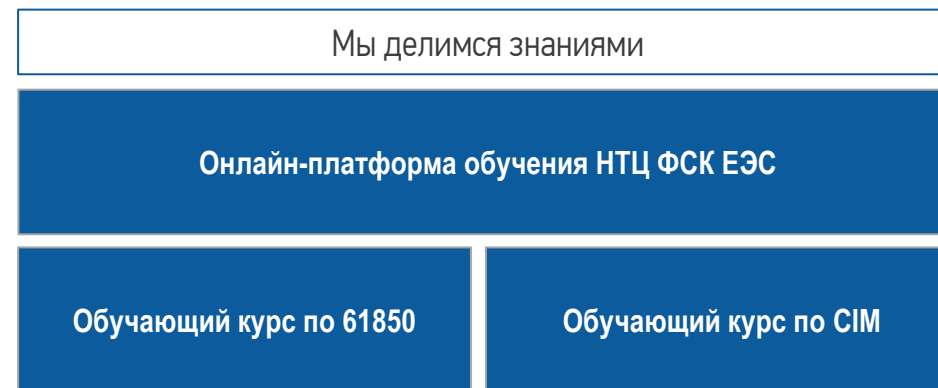 Мы делимся знаниями
Онлайн-платформа обучения НТЦ ФСК ЕЭС
Обучающий курс по 61850
Обучающий курс по CIM